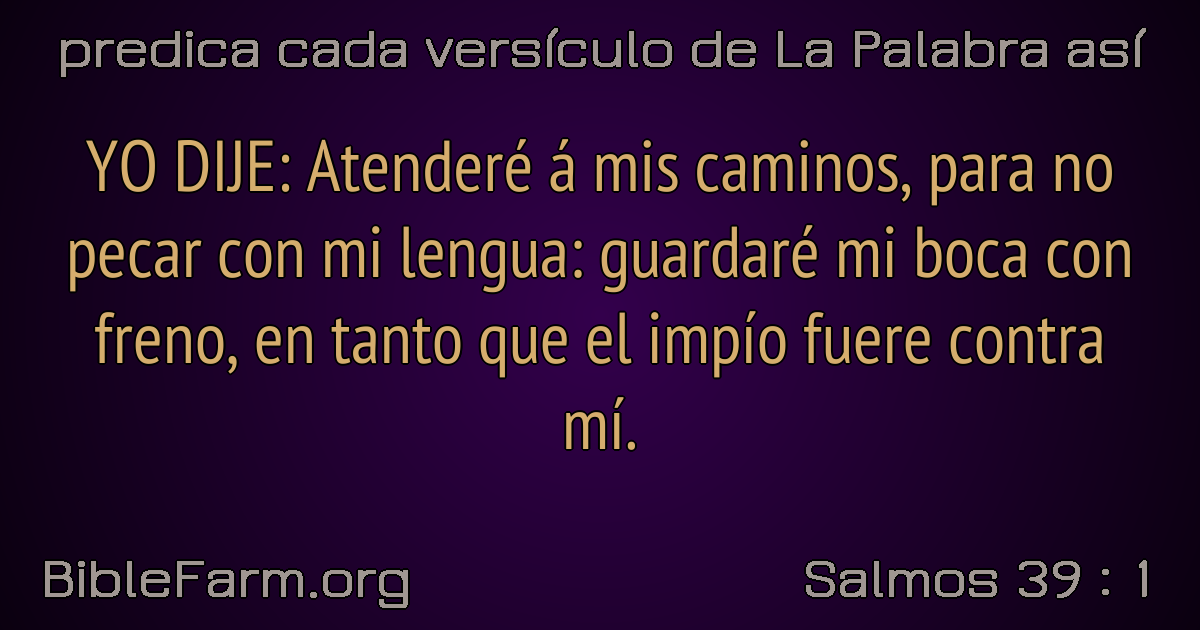 predica cada versículo de La Palabra así
YO DIJE: Atenderé á mis caminos, para no
pecar con mi lengua: guardaré mi boca con
freno, en tanto que el impío fuere contra
mí.
BibleFarm.org
Salmos 39 : 1